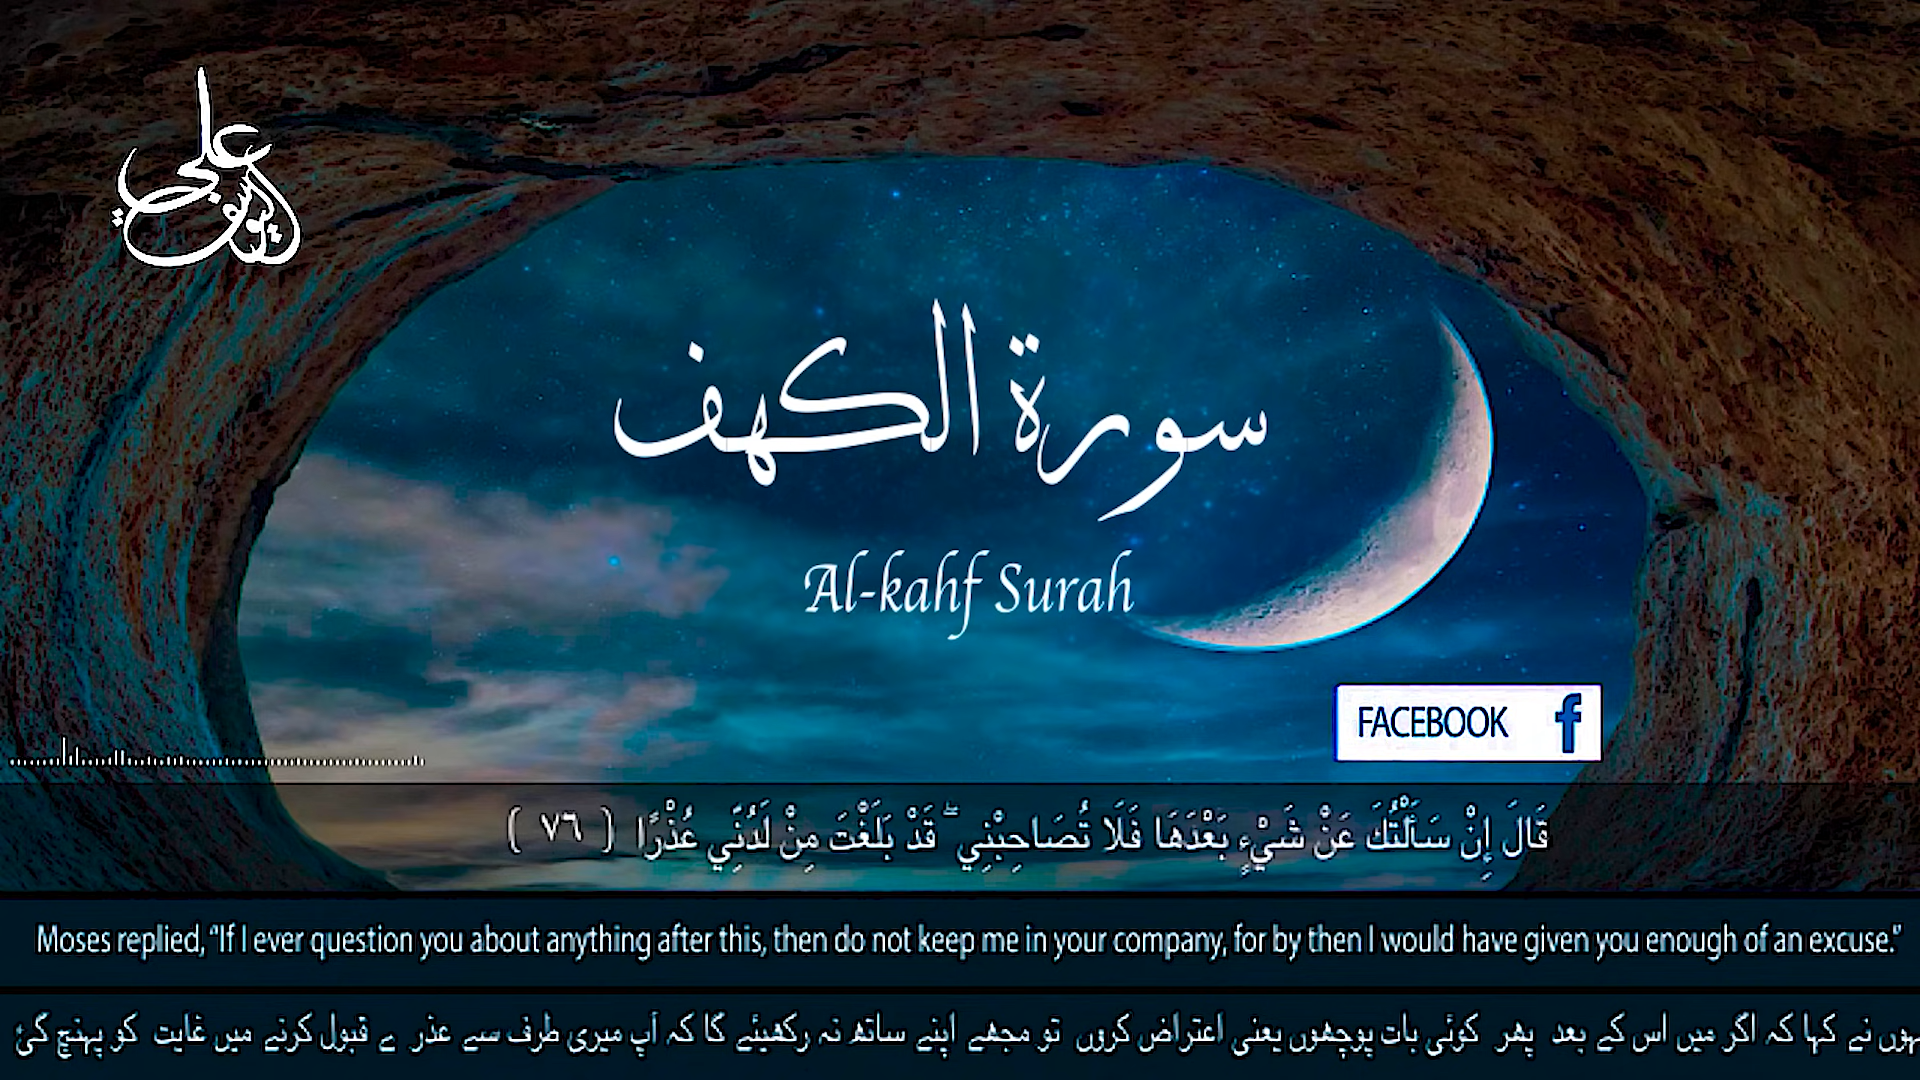 علي اليوسف
سورة الكهف
Al-kahf Surah
FACEBOOK f
قَالَ إِنْ سَأَلْتُكَ عَنْ شَيْءٍ بَعْدَهَا فَلَا تُصَاحِبْنِي ۖ قَدْ بَلَغْتَ مِنْ لَدُنِّي عُذْرًا ( ٧٦ )
Moses replied, “If I ever question you about anything after this, then do not keep me in your company, for by then I would have given you enough of an excuse.”
ہوں نے کہا کہ اگر میں اس کے بعد پھر کوئی بات پوچھوں یعنی اعتراض کروں تو مجھے اپنے ساتھ نہ رکھیئے گا کہ آپ میری طرف سے عذر ے قبول کرنے میں غایت کو پہنچ گئ